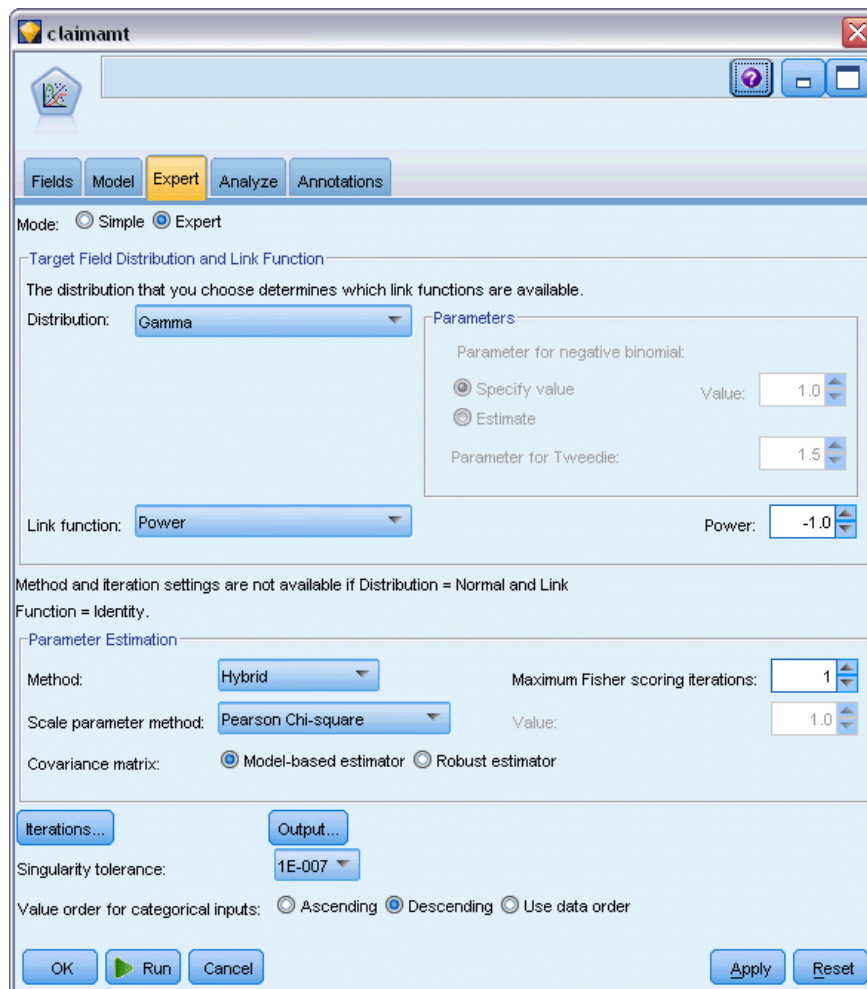 claimamt
Fields Model Expert Analyze Annotations
Mode: Simple Expert
Target Field Distribution and Link Function
The distribution that you choose determines which link functions are available.
Distribution: Gamma
Parameters
Parameter for negative binomial:
Specify value Value: 1.0
Estimate
Parameter for Tweedie: 1.5
Link function: Power Power: -1.0
Method and iteration settings are not available if Distribution = Normal and Link
Function = Identity.
Parameter Estimation
Method: Hybrid Maximum Fisher scoring iterations: 1
Scale parameter method: Pearson Chi-square Value: 1.0
Covariance matrix: Model-based estimator Robust estimator
Iterations... Output...
Singularity tolerance: 1E-007
Value order for categorical inputs: Ascending Descending Use data order
OK Run Cancel Apply Reset